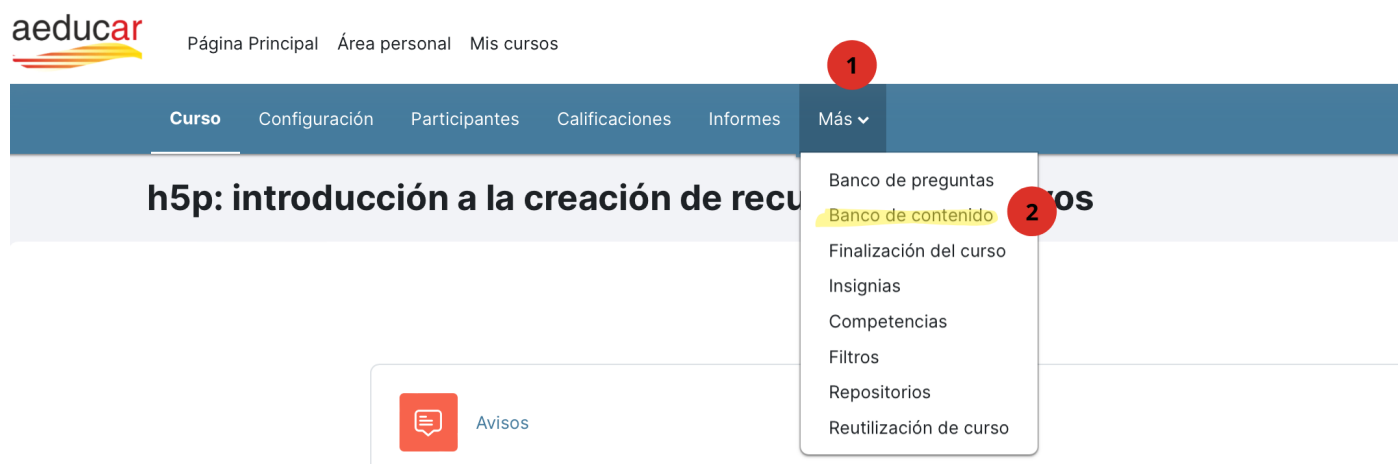 aeducar
Página Principal Área personal Mis cursos
1
Curso Configuración Participantes Calificaciones Informes Más
h5p: introducción a la creación de recu os
Banco de preguntas
Banco de contenido 2
Finalización del curso
Insignias
Competencias
Filtros
Repositorios
Reutilización de curso
Avisos